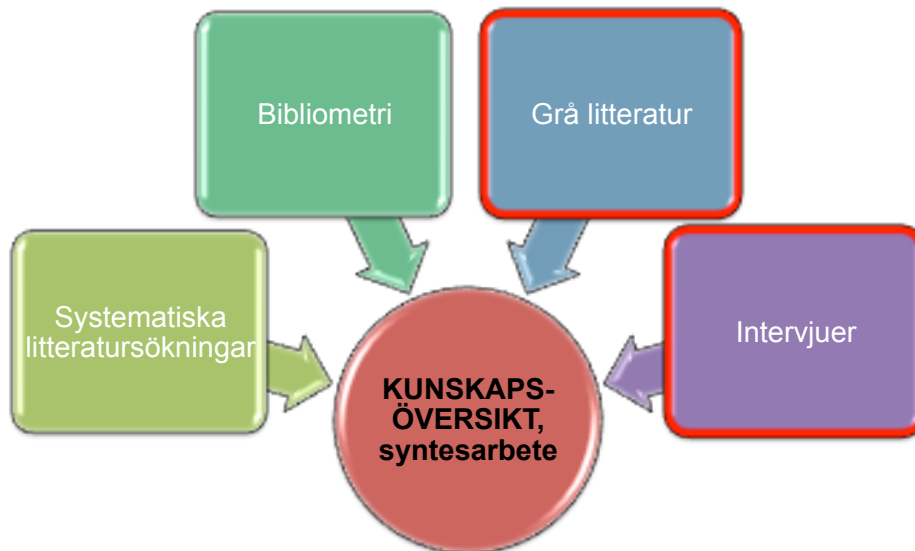 Bibliometri
Grå litteratur
Systematiska
litteratursökningar
Intervjuer
KUNSKAPS-
ÖVERSIKT,
syntesarbete